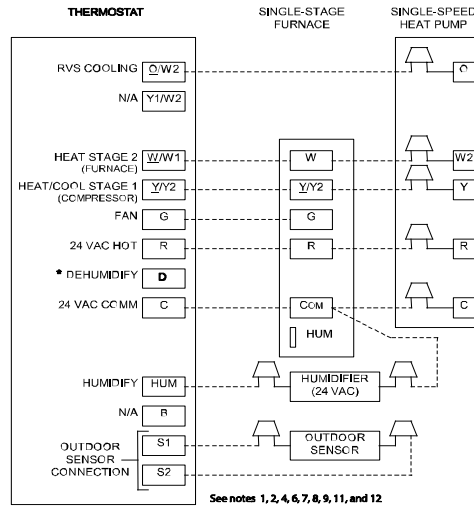 THERMOSTAT
SINGLE-STAGE
FURNACE
SINGLE-SPEED
HEAT PUMP
RVS COOLING O/W2 O
N/A Y1/W2
HEAT STAGE 2 W/W1 W W2
(FURNACE)
HEAT/COOL STAGE 1 Y/Y2 Y/Y2 Y
(COMPRESSOR)
FAN G G
24 VAC HOT R R R
* DEHUMIDIFY D
24 VAC COMM C COM C
HUM
HUMIDIFY HUM HUMIDIFIER
(24 VAC)
N/A B
OUTDOOR
SENSOR
CONNECTION
S1
S2
OUTDOOR
SENSOR
See notes 1, 2, 4, 6, 7, 8, 9, 11, and 12